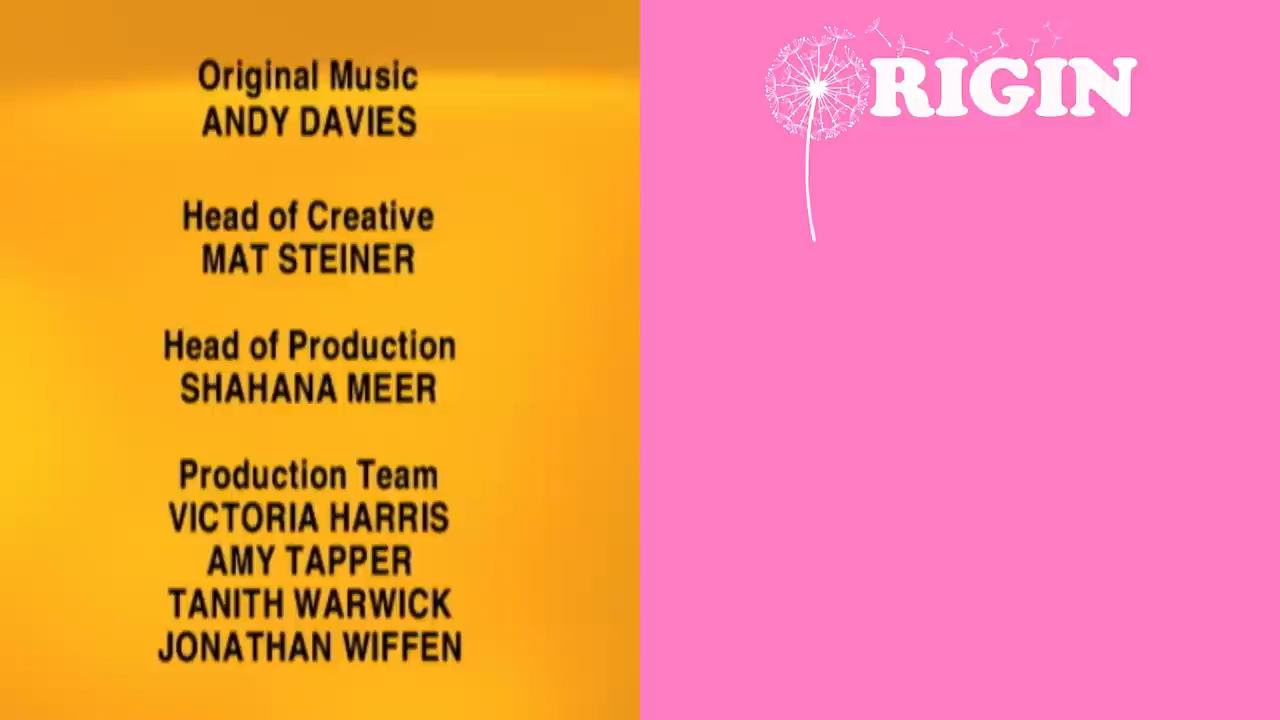 Original Music
ANDY DAVIES
Head of Creative
MAT STEINER
Head of Production
SHAHANA MEER
Production Team
VICTORIA HARRIS
AMY TAPPER
TANITH WARWICK
JONATHAN WIFFEN
ORIGIN